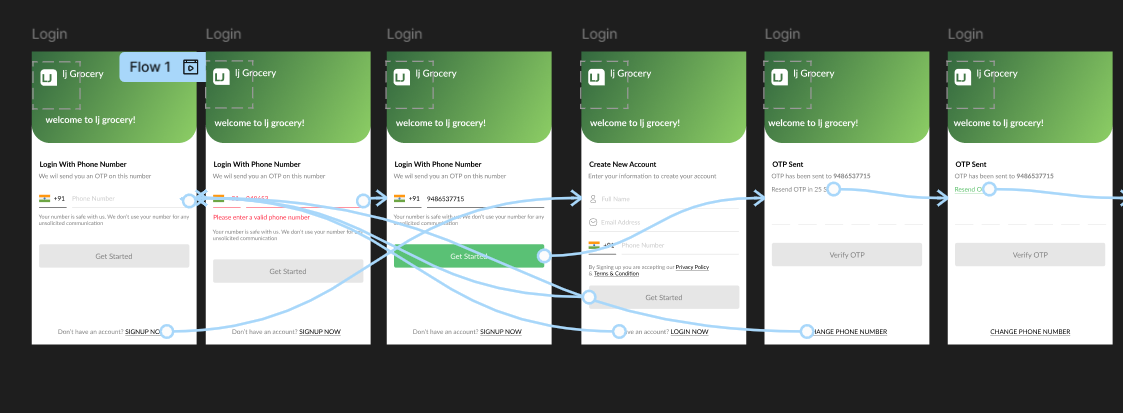 Login
Flow 1
lj Grocery
welcome to lj grocery!
Login With Phone Number
We wil send you an OTP on this number
+91 Phone Number
Your number is safe with us. We don't use your number for any
unsolicited communication
Get Started
Don't have an account? SIGNUP NOW
Login
lj Grocery
welcome to lj grocery!
Login With Phone Number
We wil send you an OTP on this number
Please enter a valid phone number
Your number is safe with us. We don't use your number for any
unsolicited communication
Get Started
Don't have an account? SIGNUP NOW
Login
lj Grocery
welcome to lj grocery!
Login With Phone Number
We wil send you an OTP on this number
+91 9486537715
Your number is safe with us. We don't use your number for any
unsolicited communication
Get Started
Don't have an account? SIGNUP NOW
Login
lj Grocery
welcome to lj grocery!
Create New Account
Enter your information to create your account
Full Name
Email Address
+91 Phone Number
By Signing up you are accepting our Privacy Policy
& Terms & Condition
Get Started
an account? LOGIN NOW
Login
lj Grocery
welcome to lj grocery!
OTP Sent
OTP has been sent to 9486537715
Resend OTP in 25
Verify OTP
CHANGE PHONE NUMBER
Login
lj Grocery
welcome to lj grocery!
OTP Sent
OTP has been sent to 9486537715
Resend
Verify OTP
CHANGE PHONE NUMBER